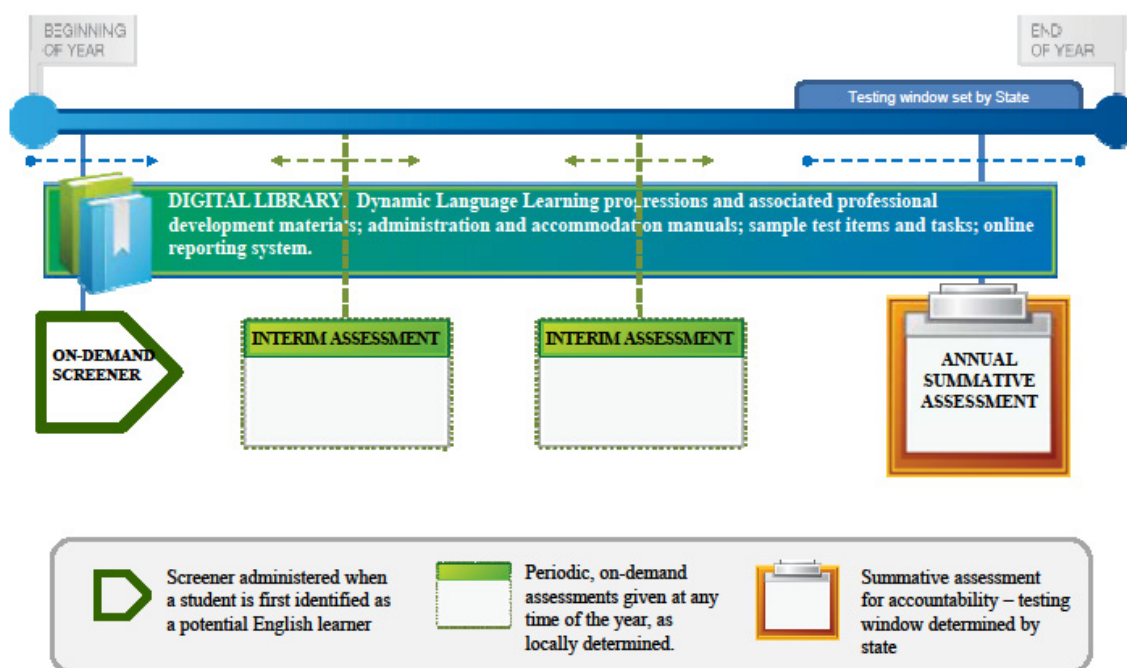 BEGINNING
OF YEAR
END
OF YEAR
Testing window set by State
DIGITAL LIBRARY. Dynamic Language Learning progressions and associated professional
development materials; administration and accommodation manuals; sample test items and tasks; online
reporting system.
ON-DEMAND
SCREENER
INTERIM ASSESSMENT
INTERIM ASSESSMENT
ANNUAL
SUMMATIVE
ASSESSMENT
Screener administered when
a student is first identified as
a potential English learner
Periodic, on-demand
assessments given at any
time of the year, as
locally determined.
Summative assessment
for accountability – testing
window determined by
state